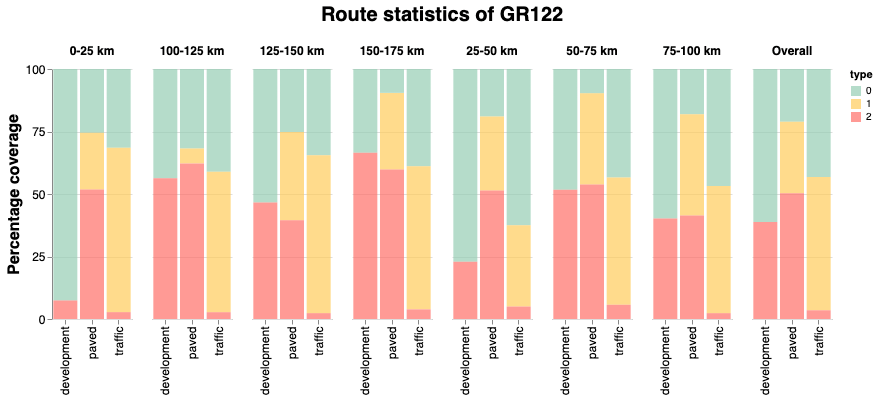 Route statistics of GR122
0-25 km 100-125 km 125-150 km 150-175 km 25-50 km 50-75 km 75-100 km Overall
type
0
1
2
Percentage coverage
100
75
50
25
0
development paved traffic development paved traffic development paved traffic development paved traffic development paved traffic development paved traffic development paved traffic development paved traffic